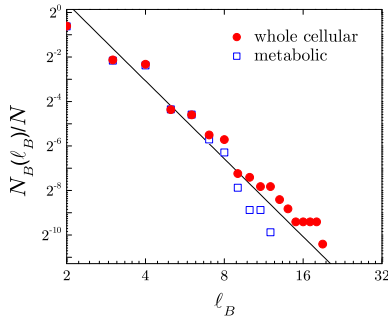 2^0
whole cellular
metabolic
2^-2
2^-4
2^-6
2^-8
2^-10
N_B(ℓ_B)/N
2 4 8 16 32
ℓ_B